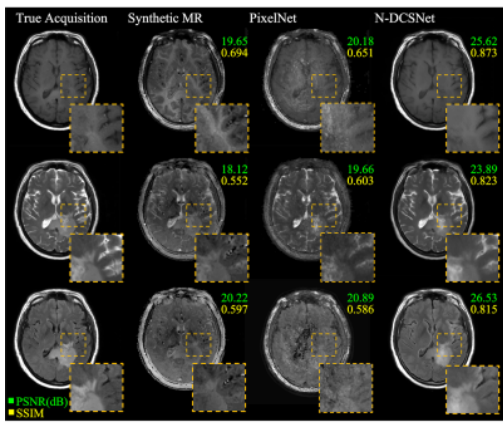 True Acquisition Synthetic MR PixelNet N-DCSNet
19.65 20.18 25.62
0.694 0.651 0.873
18.12 19.66 23.89
0.552 0.603 0.823
20.22 20.89 26.53
0.597 0.586 0.815
PSNR(dB)
SSIM